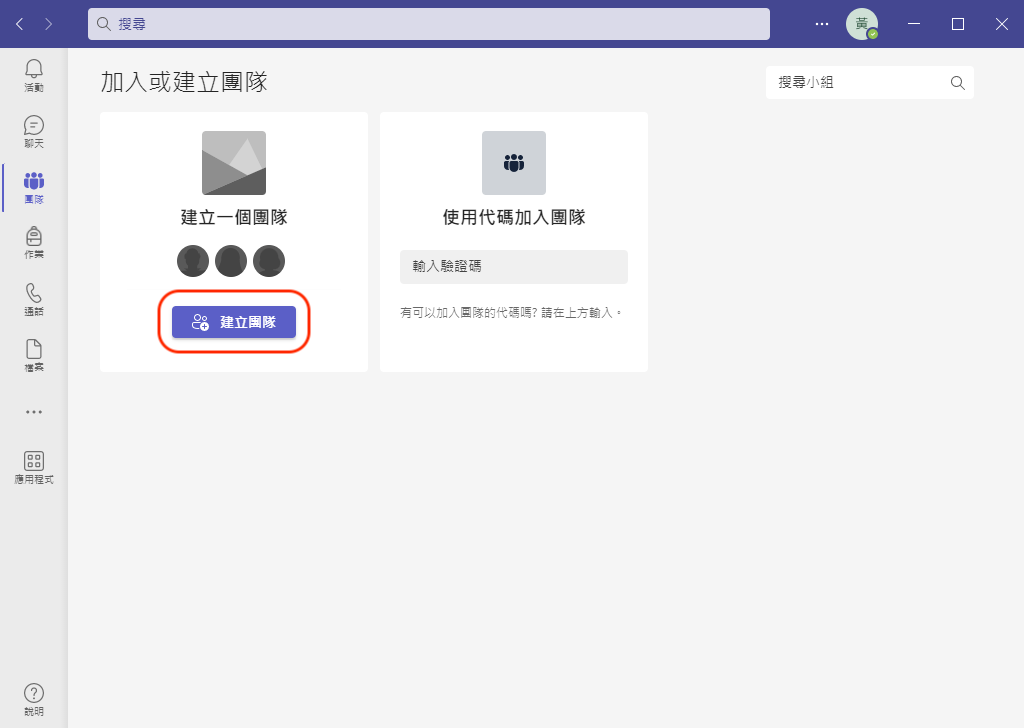 搜尋
黃
活動
聊天
團隊
作業
通話
檔案
應用程式
說明
加入或建立團隊
搜尋小組
建立一個團隊
建立團隊
使用代碼加入團隊
輸入驗證碼
有可以加入團隊的代碼嗎? 請在上方輸入。